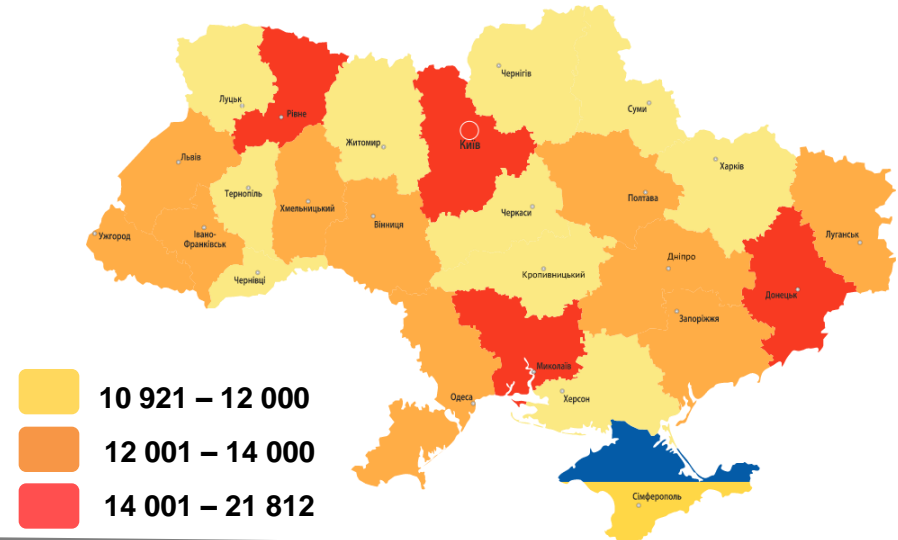 Чернігів
Луцьк
Рівне
Суми
Київ
Житомир
Львів
Харків
Тернопіль
Хмельницький
Полтава
Черкаси
Вінниця
Ужгород
Івано-
Франківськ
Луганськ
Дніпро
Чернівці
Кропивницький
Донецьк
Запоріжжя
Миколаїв
Одеса
Херсон
Сімферополь
10 921 – 12 000
12 001 – 14 000
14 001 – 21 812